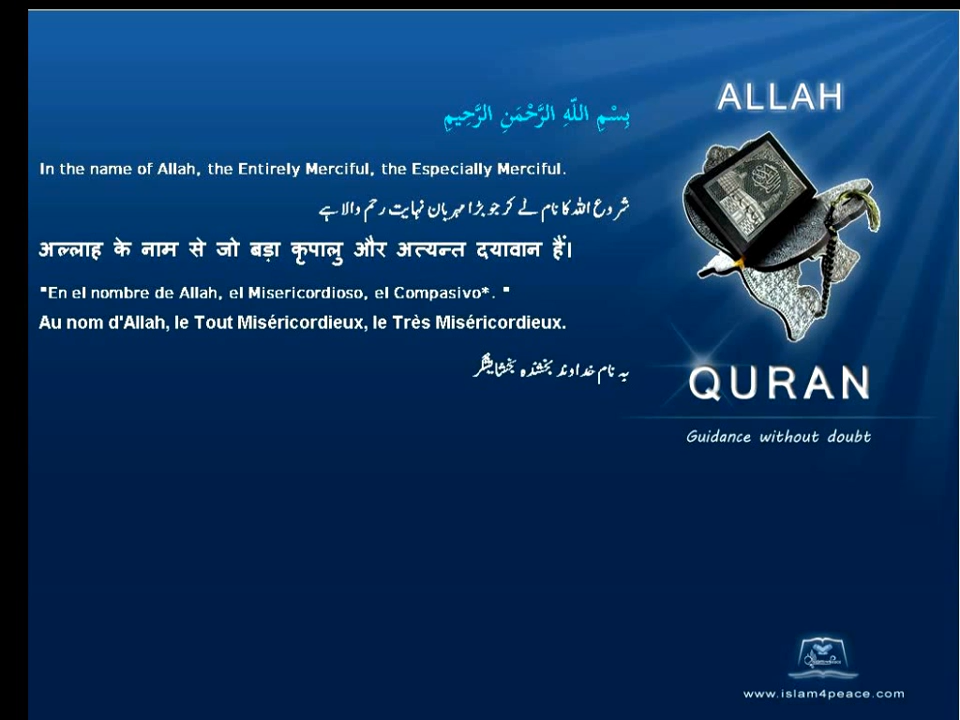 بِسْمِ اللّهِ الرَّحْمَنِ الرَّحِيمِ
In the name of Allah, the Entirely Merciful, the Especially Merciful.
شروع الله کا نام لے کر جو بڑا مہربان نہایت رحم والا ہے
अल्लाह के नाम से जो बड़ा कृपालु और अत्यन्त दयावान हैं।
"En el nombre de Allah, el Misericordioso, el Compasivo*. "
Au nom d'Allah, le Tout Miséricordieux, le Très Miséricordieux.
به نام خداوند بخشنده بخشایشگر
ALLAH
QURAN
Guidance without doubt
www.islam4peace.com